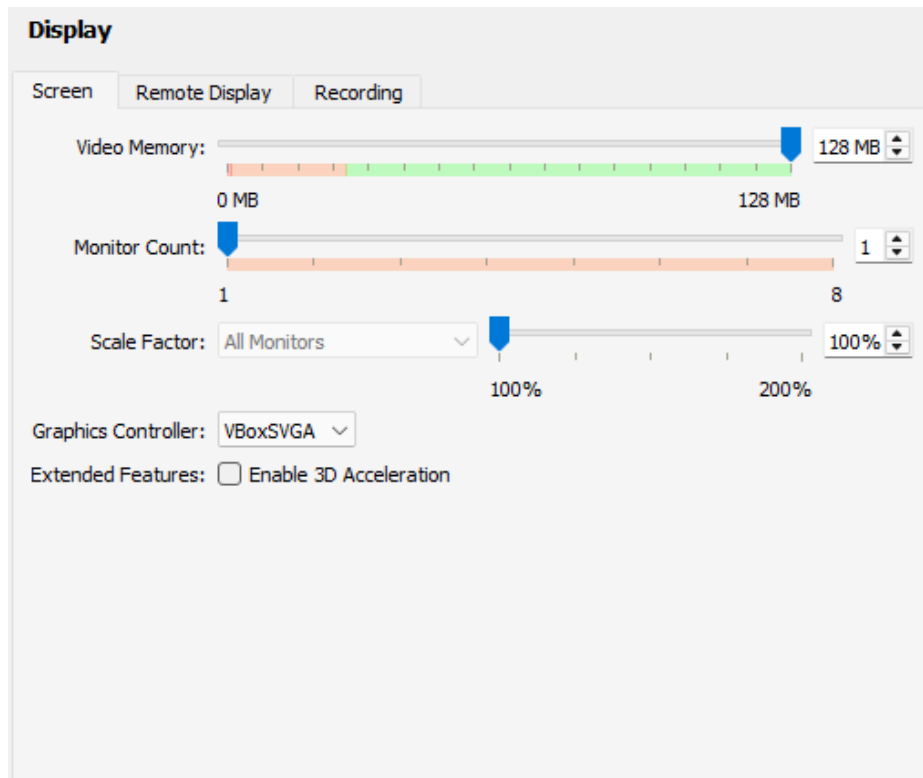 Display
Screen Remote Display Recording
Video Memory: 128 MB
0 MB 128 MB
Monitor Count: 1
1 8
Scale Factor: All Monitors 100%
100% 200%
Graphics Controller: VBoxSVGA
Extended Features: Enable 3D Acceleration